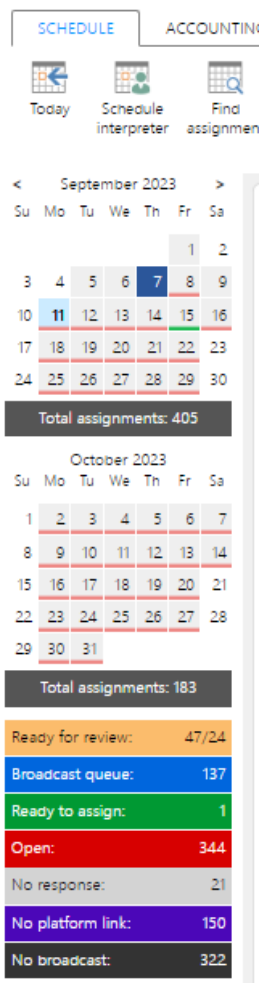 SCHEDULE ACCOUNTING
Today Schedule interpreter Find assignmen
< September 2023 >
Su Mo Tu We Th Fr Sa
1 2
3 4 5 6 7 8 9
10 11 12 13 14 15 16
17 18 19 20 21 22 23
24 25 26 27 28 29 30
Total assignments: 405
October 2023
Su Mo Tu We Th Fr Sa
1 2 3 4 5 6 7
8 9 10 11 12 13 14
15 16 17 18 19 20 21
22 23 24 25 26 27 28
29 30 31
Total assignments: 183
Ready for review: 47/24
Broadcast queue: 137
Ready to assign: 1
Open: 344
No response: 21
No platform link: 150
No broadcast: 322